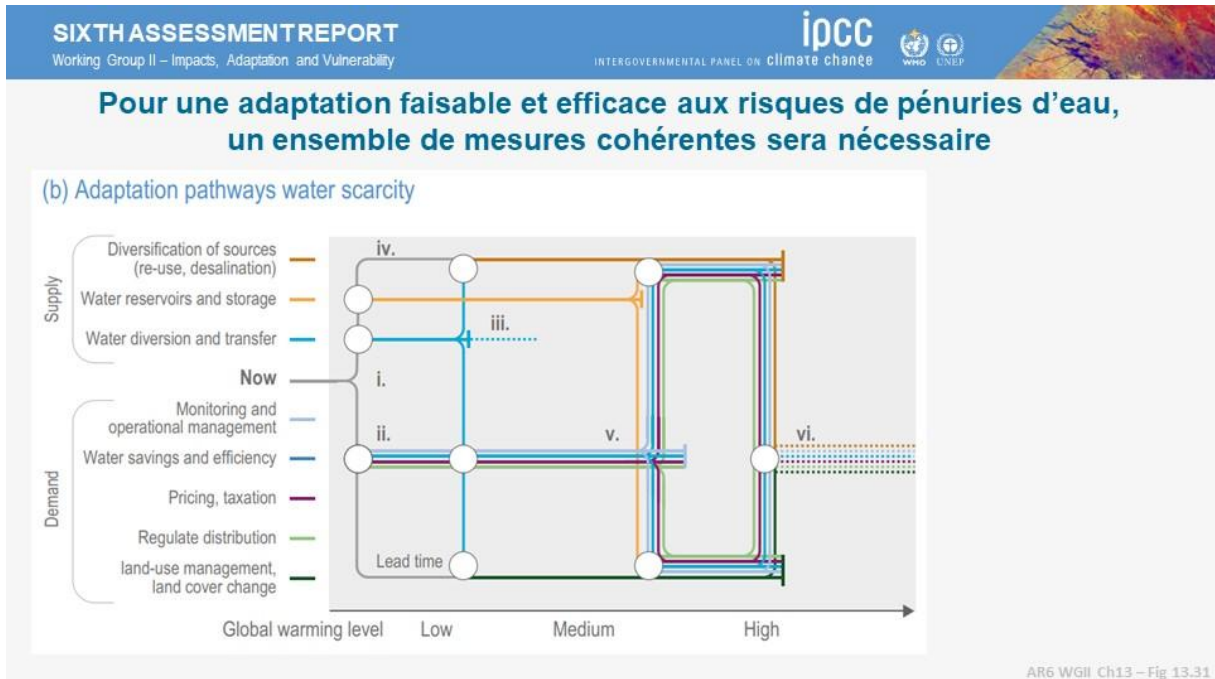 SIXTH ASSESSMENT REPORT
Working Group II – Impacts, Adaptation and Vulnerability
ipcc
INTERGOVERNMENTAL PANEL ON climate change
WMO UNEP
Pour une adaptation faisable et efficace aux risques de pénuries d’eau,
un ensemble de mesures cohérentes sera nécessaire
(b) Adaptation pathways water scarcity
Supply
Diversification of sources
(re-use, desalination)
Water reservoirs and storage
Water diversion and transfer
Now
Demand
Monitoring and
operational management
Water savings and efficiency
Pricing, taxation
Regulate distribution
land-use management,
land cover change
iv.
iii.
i.
ii.
v.
vi.
Lead time
Global warming level Low Medium High
AR6 WGII Ch13 – Fig 13.31